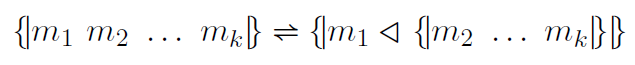 ⦃m₁ m₂ … mₖ⦄ ⇌ ⦃m₁ ◁ ⦃m₂ … mₖ⦄⦄